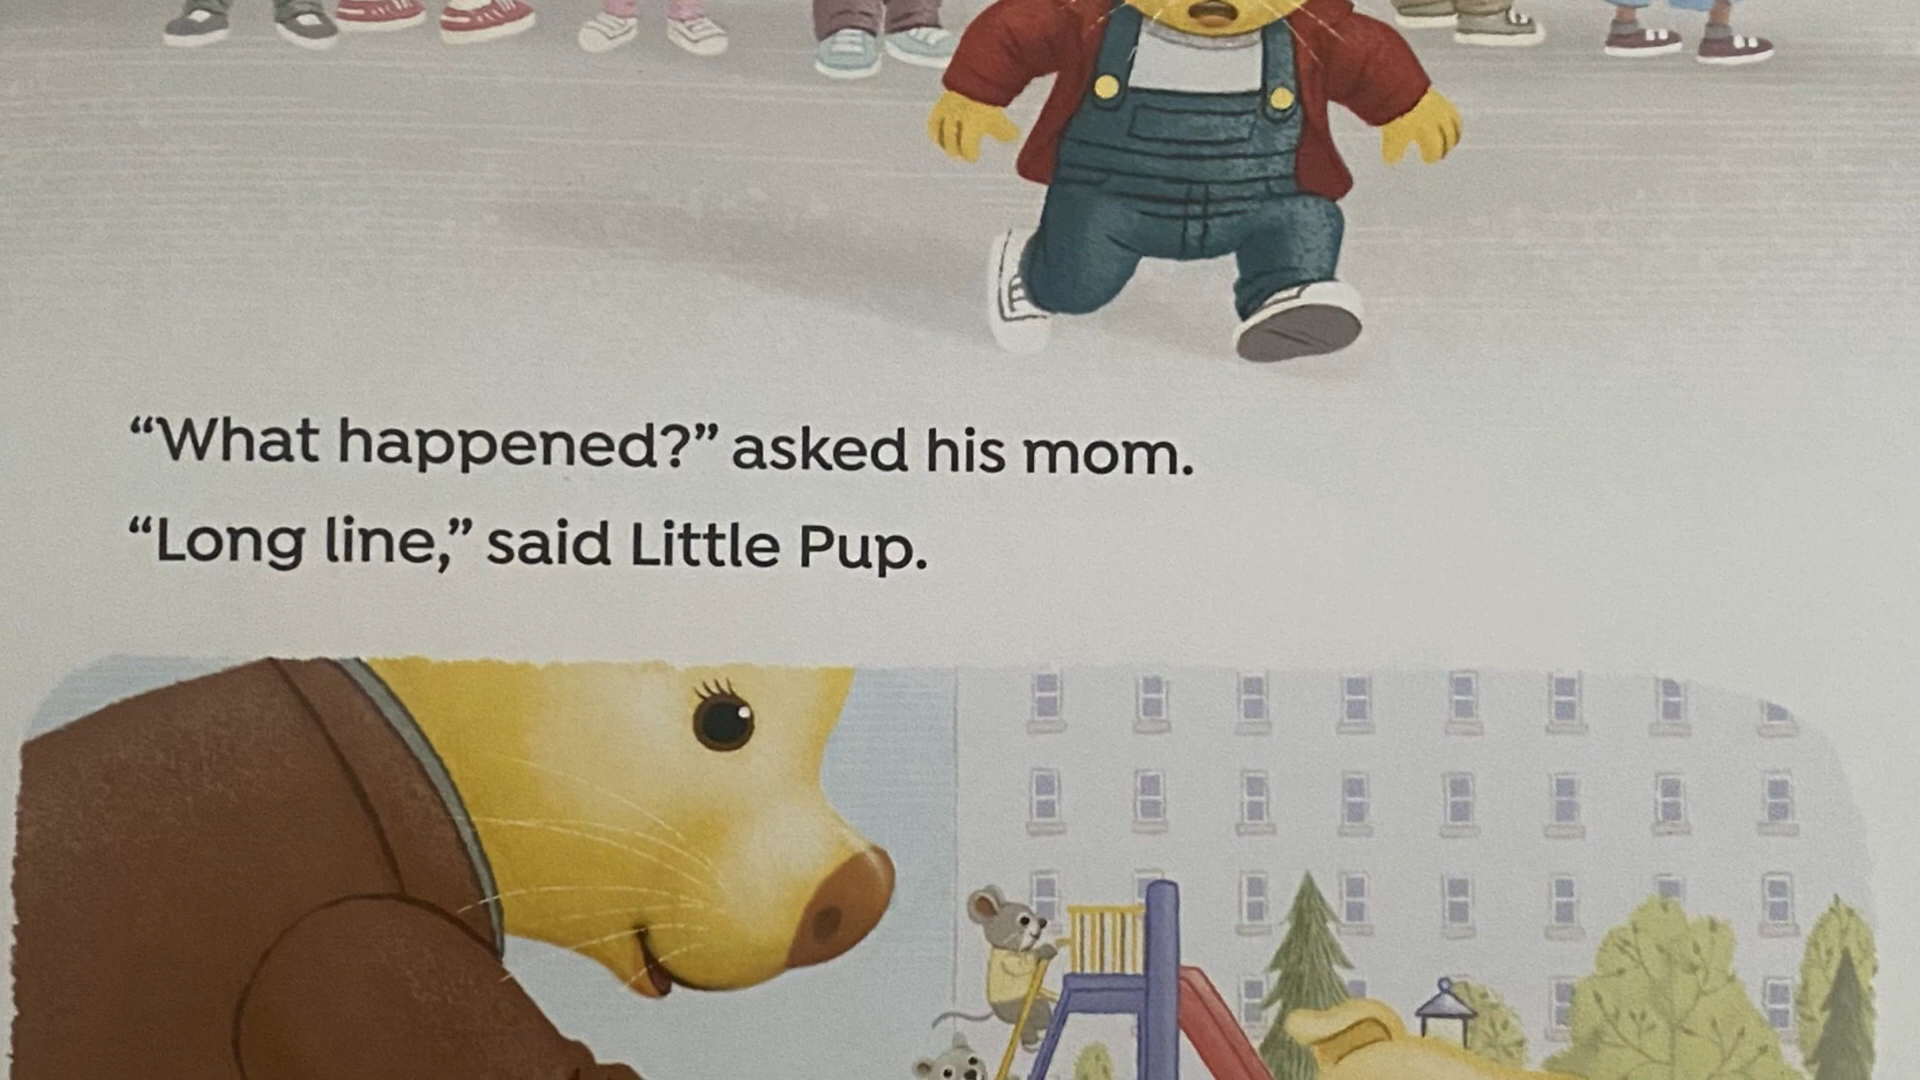 “What happened?” asked his mom.
“Long line,” said Little Pup.